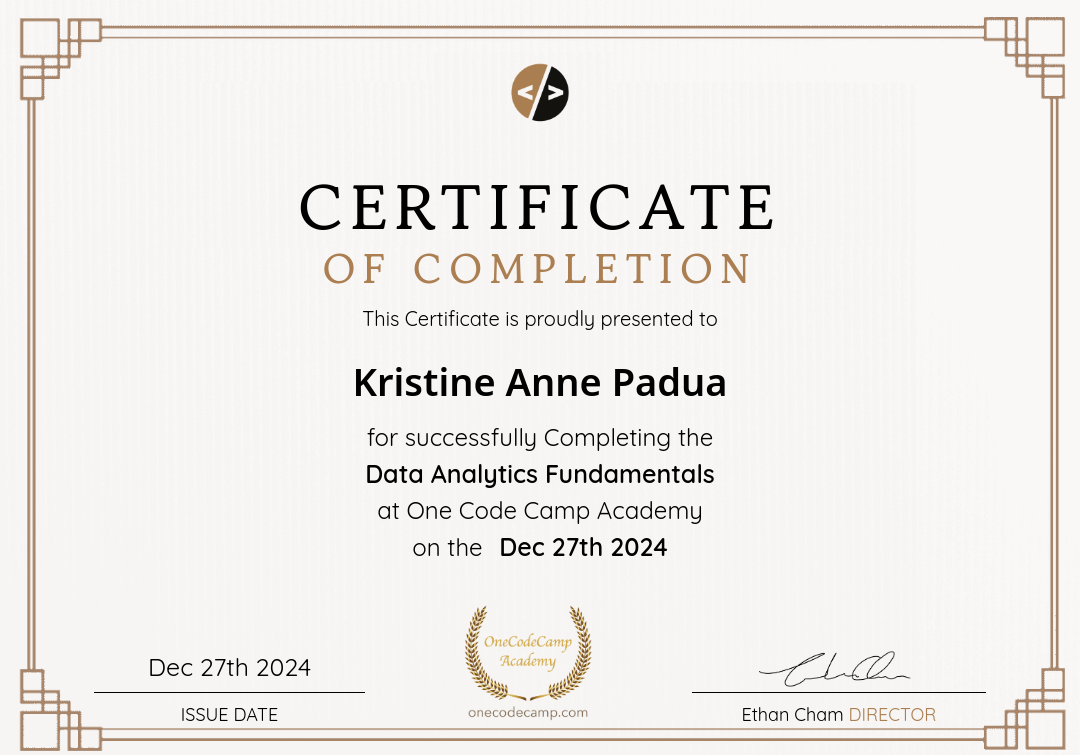 CERTIFICATE
OF COMPLETION
This Certificate is proudly presented to
Kristine Anne Padua
for successfully Completing the
Data Analytics Fundamentals
at One Code Camp Academy
on the Dec 27th 2024
OneCodeCamp
Academy
onecodecamp.com
Dec 27th 2024
ISSUE DATE
Ethan Cham DIRECTOR